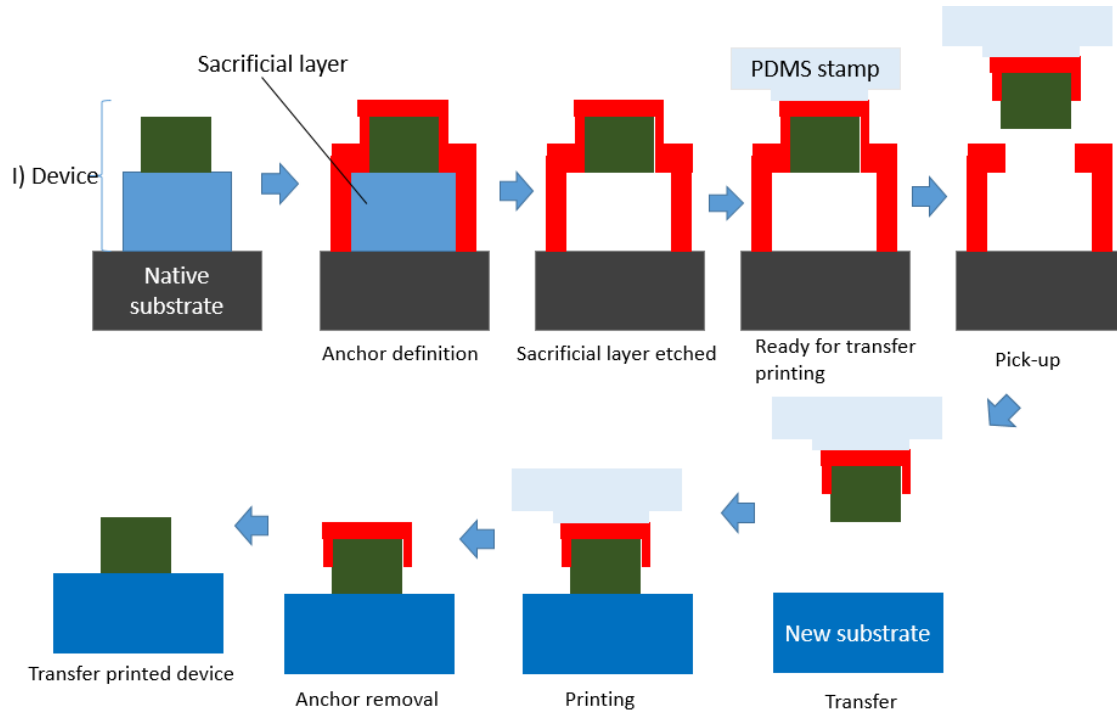 Sacrificial layer
PDMS stamp
I) Device
Native
substrate
Anchor definition
Sacrificial layer etched
Ready for transfer
printing
Pick-up
New substrate
Transfer printed device
Anchor removal
Printing
Transfer